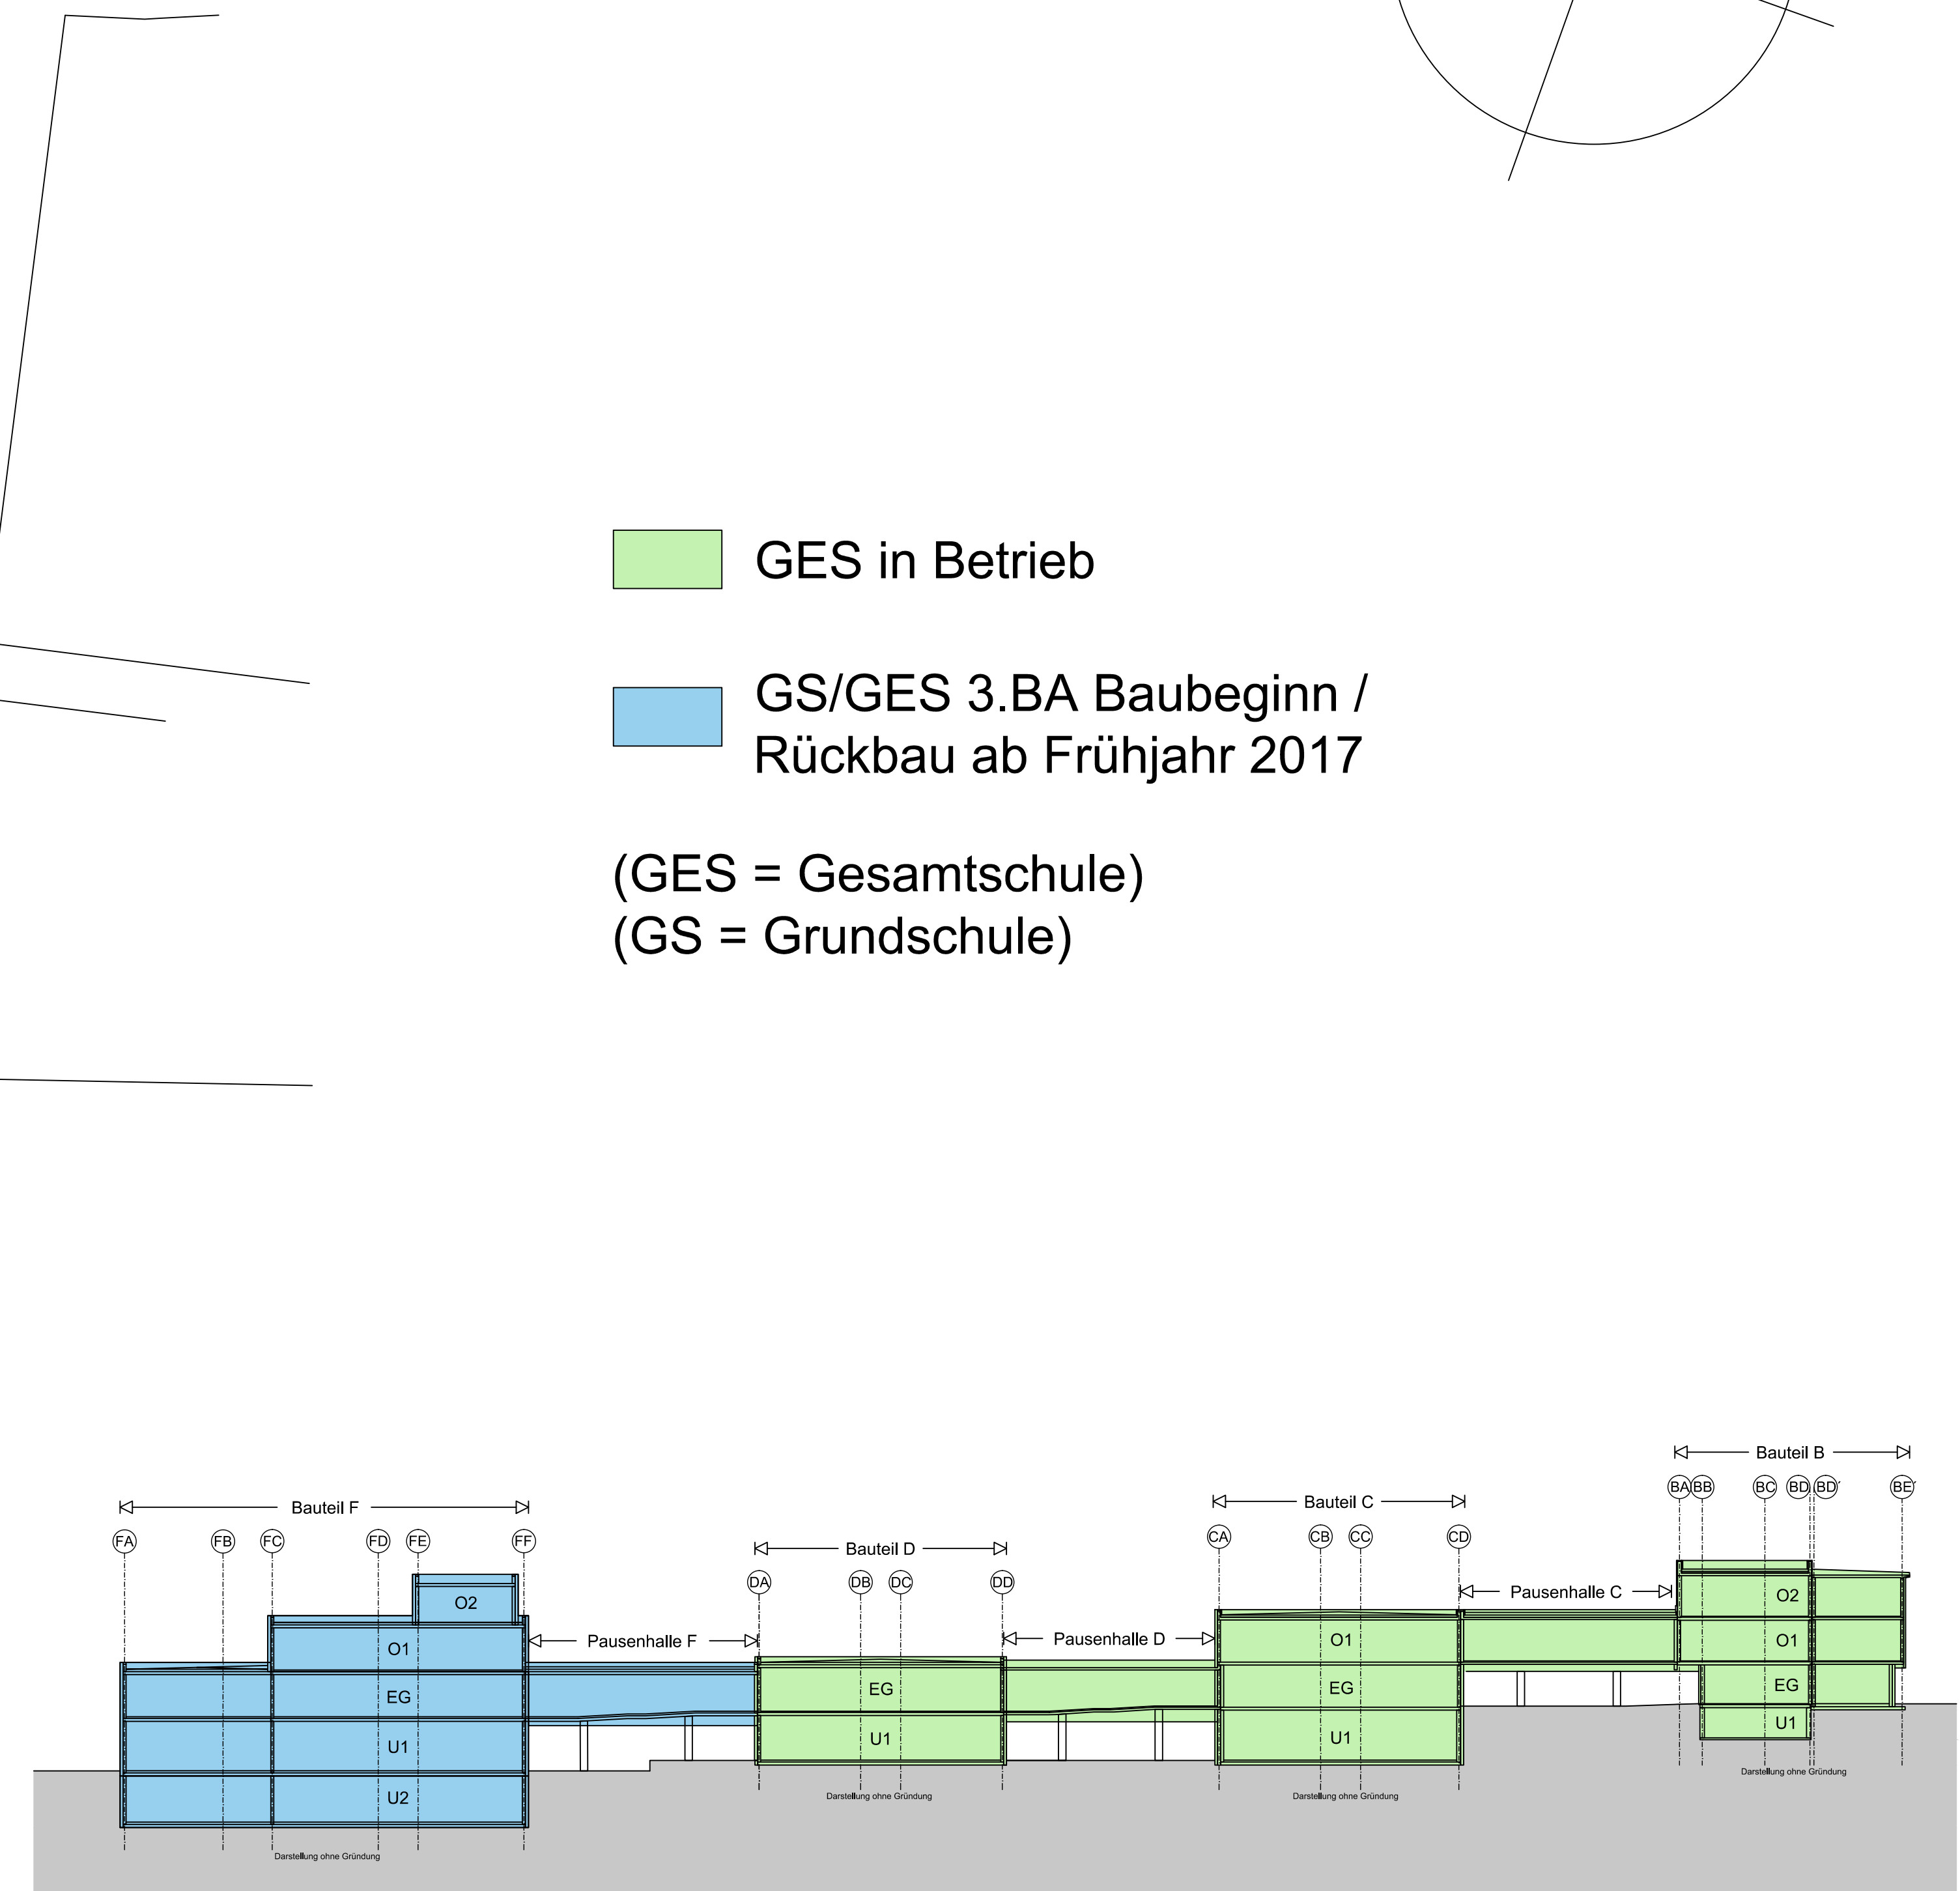 GES in Betrieb
GS/GES 3.BA Baubeginn /
Rückbau ab Frühjahr 2017
(GES = Gesamtschule)
(GS = Grundschule)
Bauteil B
BA BB BC BD BD´ BE´
Bauteil F
Bauteil C
FA FB FC FD FE FF
CA CB CC CD
Bauteil D
DA DB DC DD
Pausenhalle C
Pausenhalle F
Pausenhalle D
O2
O1
EG
U1
U2
Darstellung ohne Gründung
EG
U1
Darstellung ohne Gründung
O1
EG
U1
Darstellung ohne Gründung
O2
O1
EG
U1
Darstellung ohne Gründung